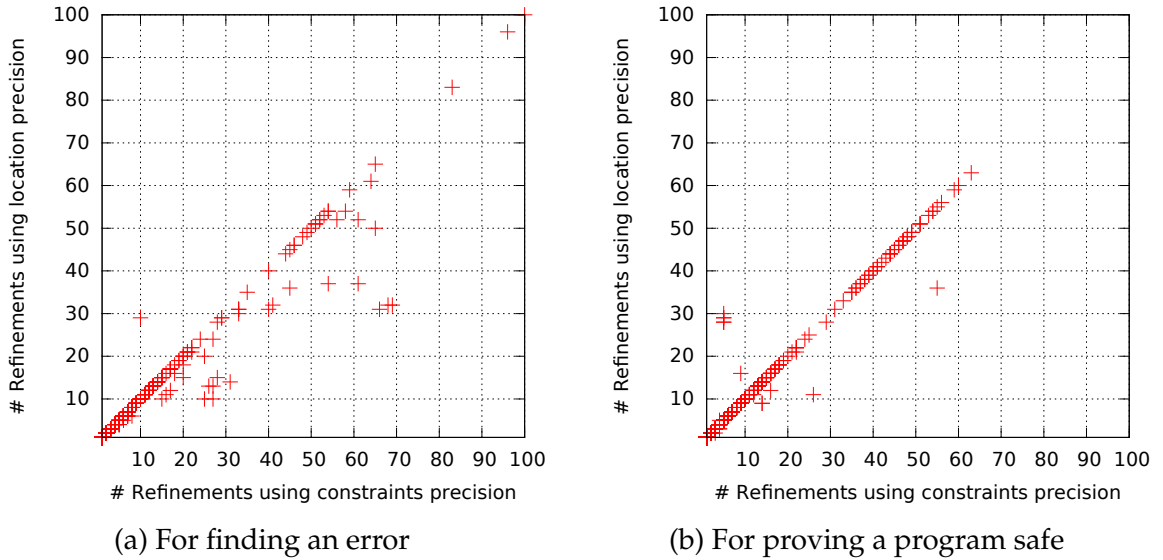 100
90
80
70
60
50
40
30
20
10
# Refinements using location precision
10 20 30 40 50 60 70 80 90 100
# Refinements using constraints precision
(a) For finding an error
100
90
80
70
60
50
40
30
20
10
# Refinements using location precision
10 20 30 40 50 60 70 80 90 100
# Refinements using constraints precision
(b) For proving a program safe